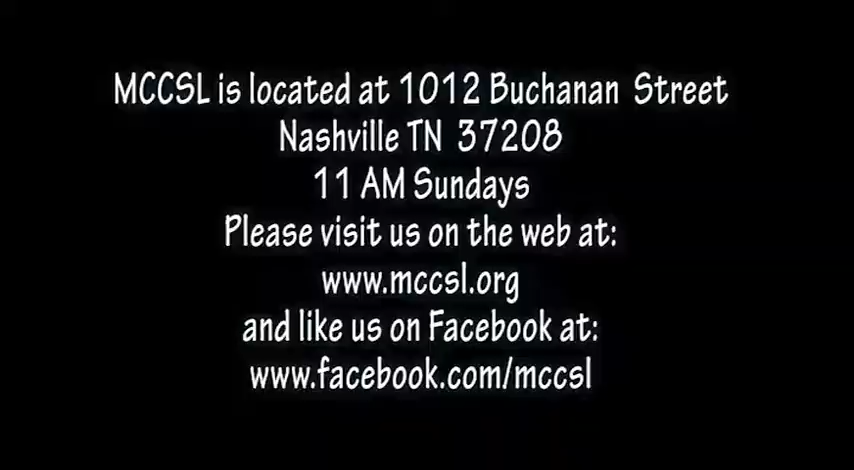 MCCSL is located at 1012 Buchanan Street
Nashville TN 37208
11 AM Sundays
Please visit us on the web at:
www.mccsl.org
and like us on Facebook at:
www.facebook.com/mccsl